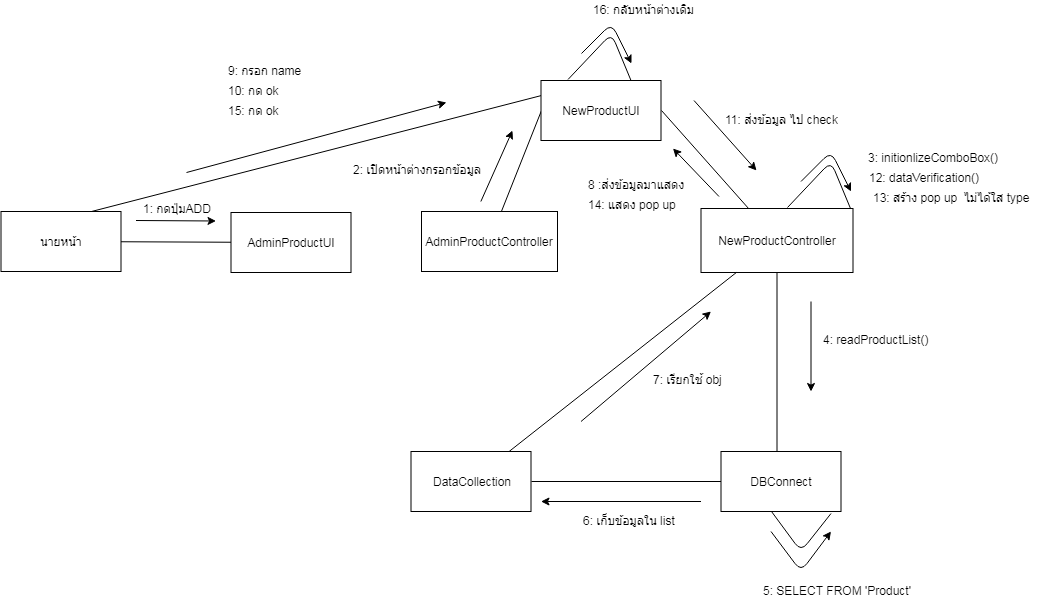 16: กลับหน้าต่างเดิม
9: กรอก name
10: กด ok
15: กด ok
NewProductUI
11: ส่งข้อมูล ไป check
2: เปิดหน้าต่างกรอกข้อมูล
3: initionlizeComboBox()
12: dataVerification()
13: สร้าง pop up ไม่ได้ใส่ type
8 :ส่งข้อมูลมาแสดง
14: แสดง pop up
1: กดปุ่มADD
นายหน้า
AdminProductUI
AdminProductController
NewProductController
4: readProductList()
7: เรียกใช้ obj
DataCollection
DBConnect
6: เก็บข้อมูลใน list
5: SELECT FROM 'Product'